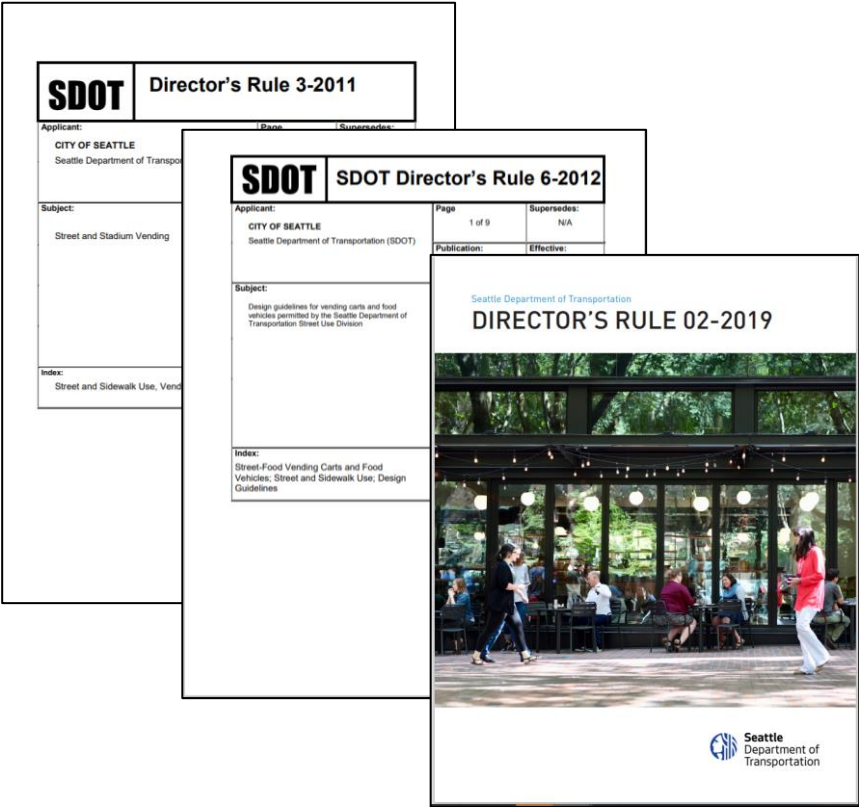 SDOT
Director's Rule 3-2011
Applicant:
Page
Supersedes:
CITY OF SEATTLE
Seattle Department of
Subject:
Street and Stadium Vending
Index:
Street and Sidewalk Use,
SDOT
SDOT Director's Rule 6-2012
Applicant:
Page
Supersedes:
CITY OF SEATTLE
1 of 9
N/A
Seattle Department of Transportation (SDOT)
Publication:
Effective:
Subject:
Design guidelines for vending carts and food
vehicles permitted by the Seattle Department of
Transportation Street Use Division
Index:
Street-Food Vending Carts and Food
Vehicles; Street and Sidewalk Use; Design
Guidelines
Seattle Department of Transportation
DIRECTOR'S RULE 02-2019
Seattle
Department of
Transportation